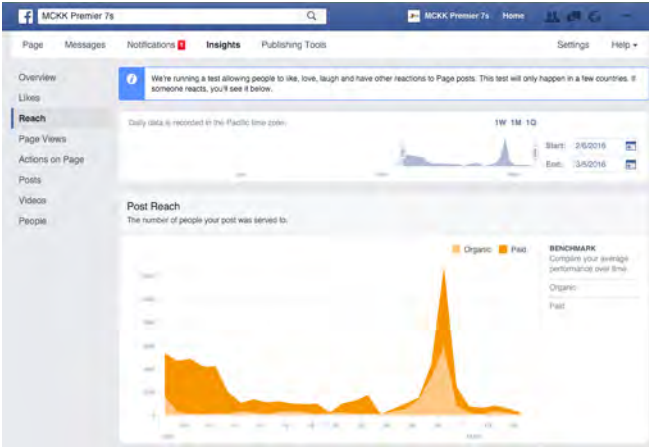 MCKK Premier 7s
MCKK Premier 7s Home
Page Messages Notifications Insights Publishing Tools Settings Help
Overview
Likes
Reach
Page Views
Actions on Page
Posts
Videos
People
We're running a test allowing people to like, love, laugh and have other reactions to Page posts. This test will only happen in a few countries. If
someone reacts, you'll see it below.
Daily data is recorded in the Pacific time zone.
1W 1M 1Q
Start: 2/6/2016
End: 3/5/2016
Post Reach
The number of people your post was served to.
Organic Paid
BENCHMARK
Compare your average
performance over time.
Organic
Paid